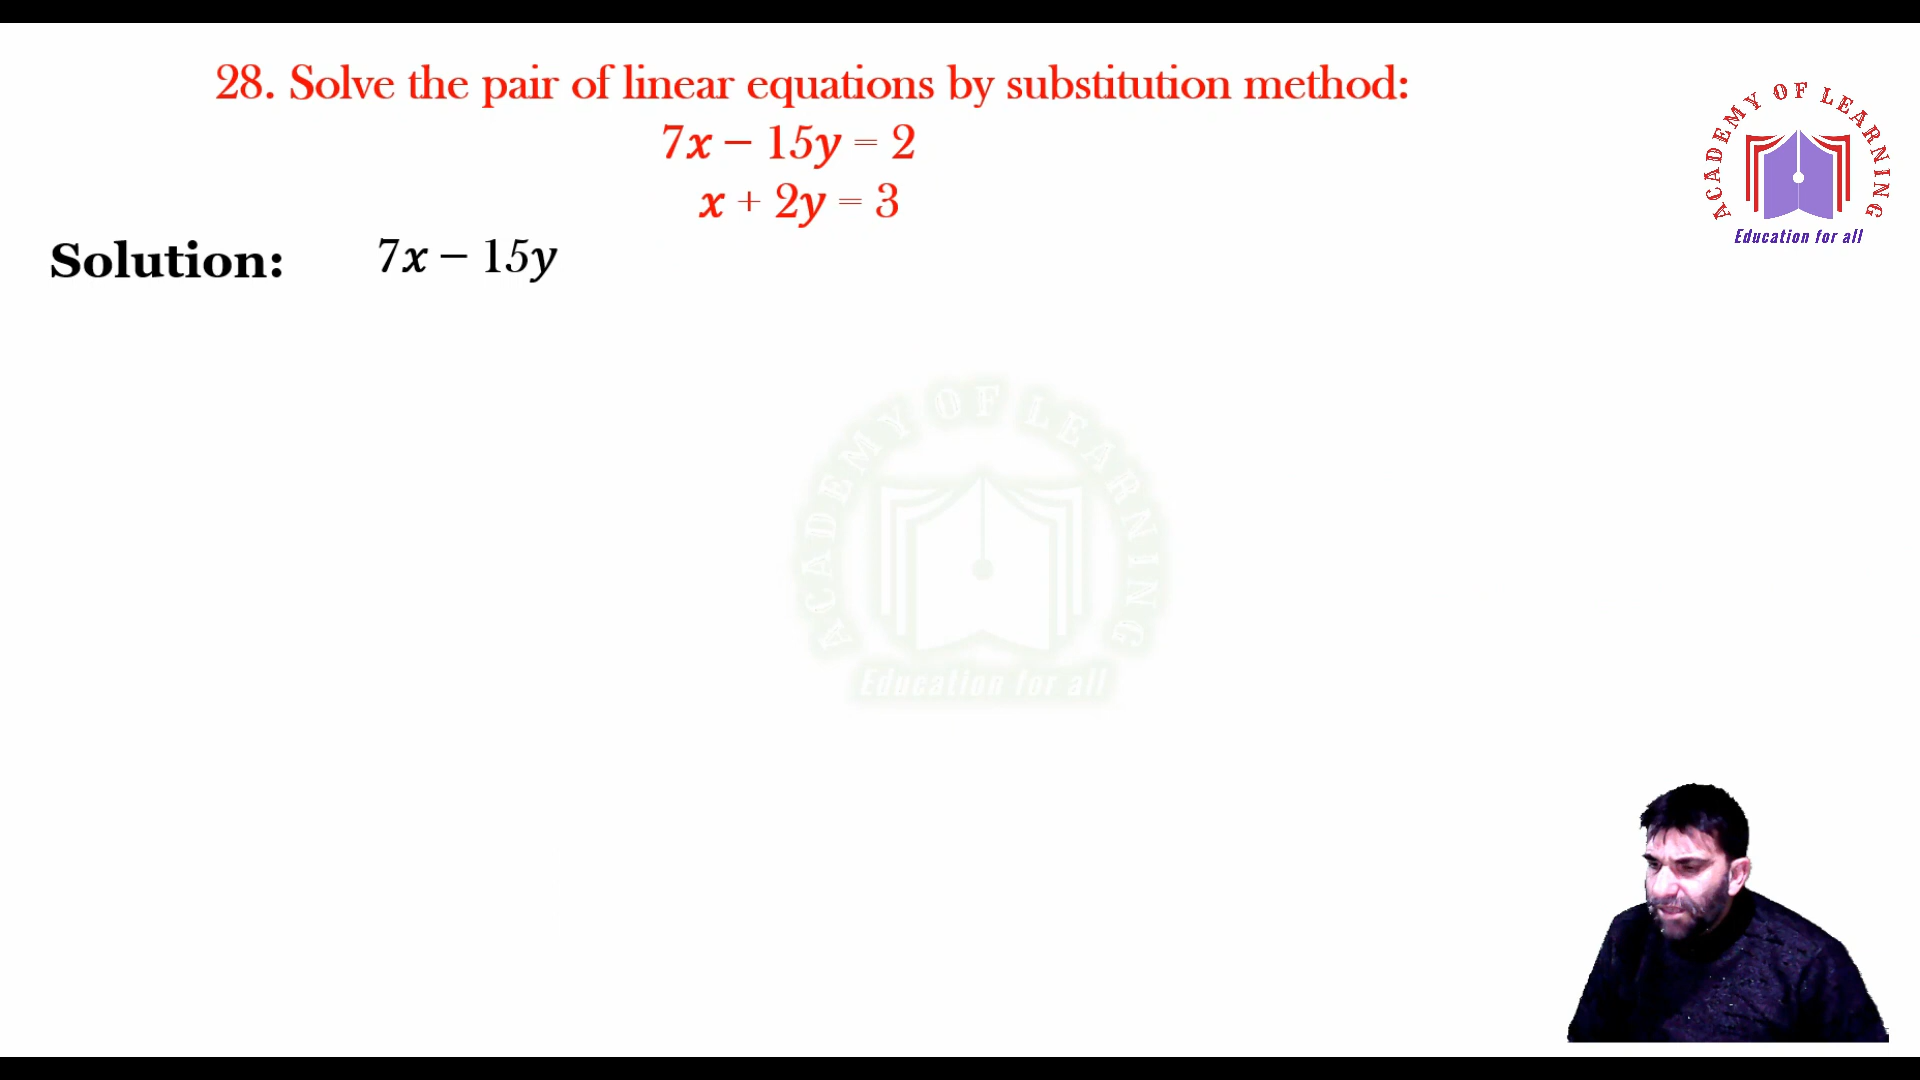 28. Solve the pair of linear equations by substitution method:
7x − 15y = 2
x + 2y = 3
Solution: 7x − 15y
ACADEMY OF LEARNING
Education for all
ACADEMY OF LEARNING
Education for all